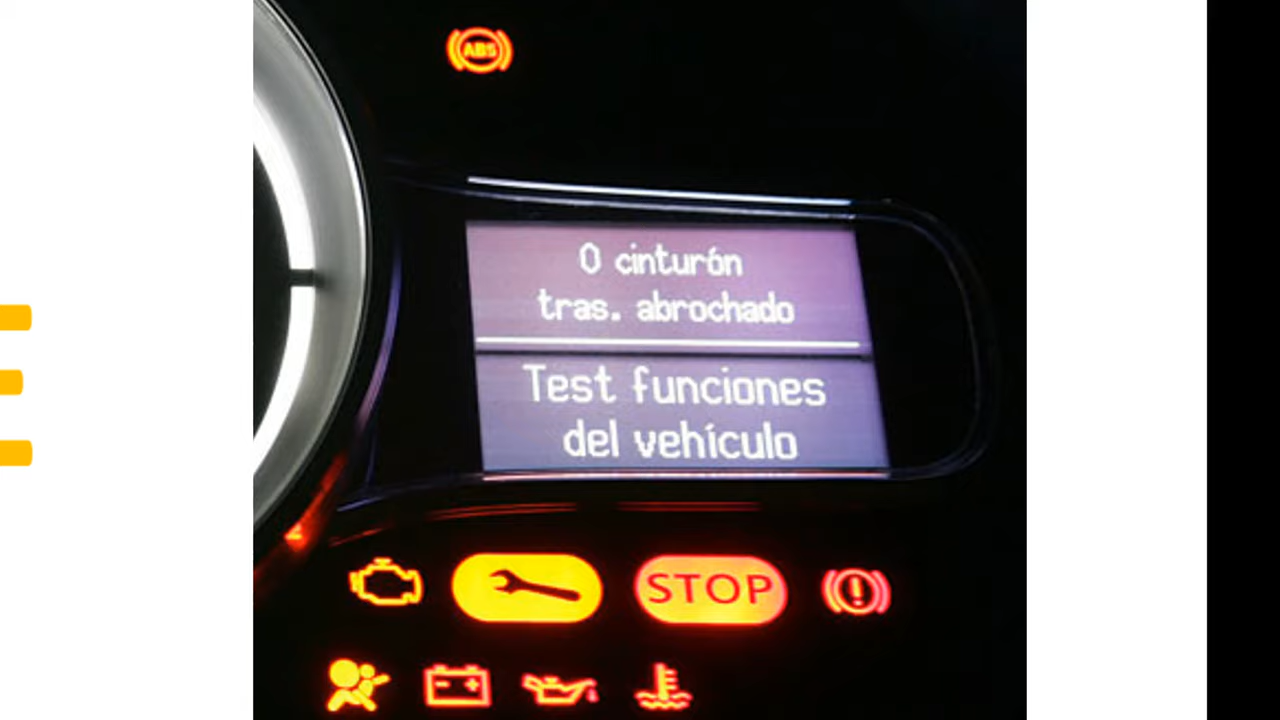 ABS
0 cinturón
tras. abrochado
Test funciones
del vehículo
STOP